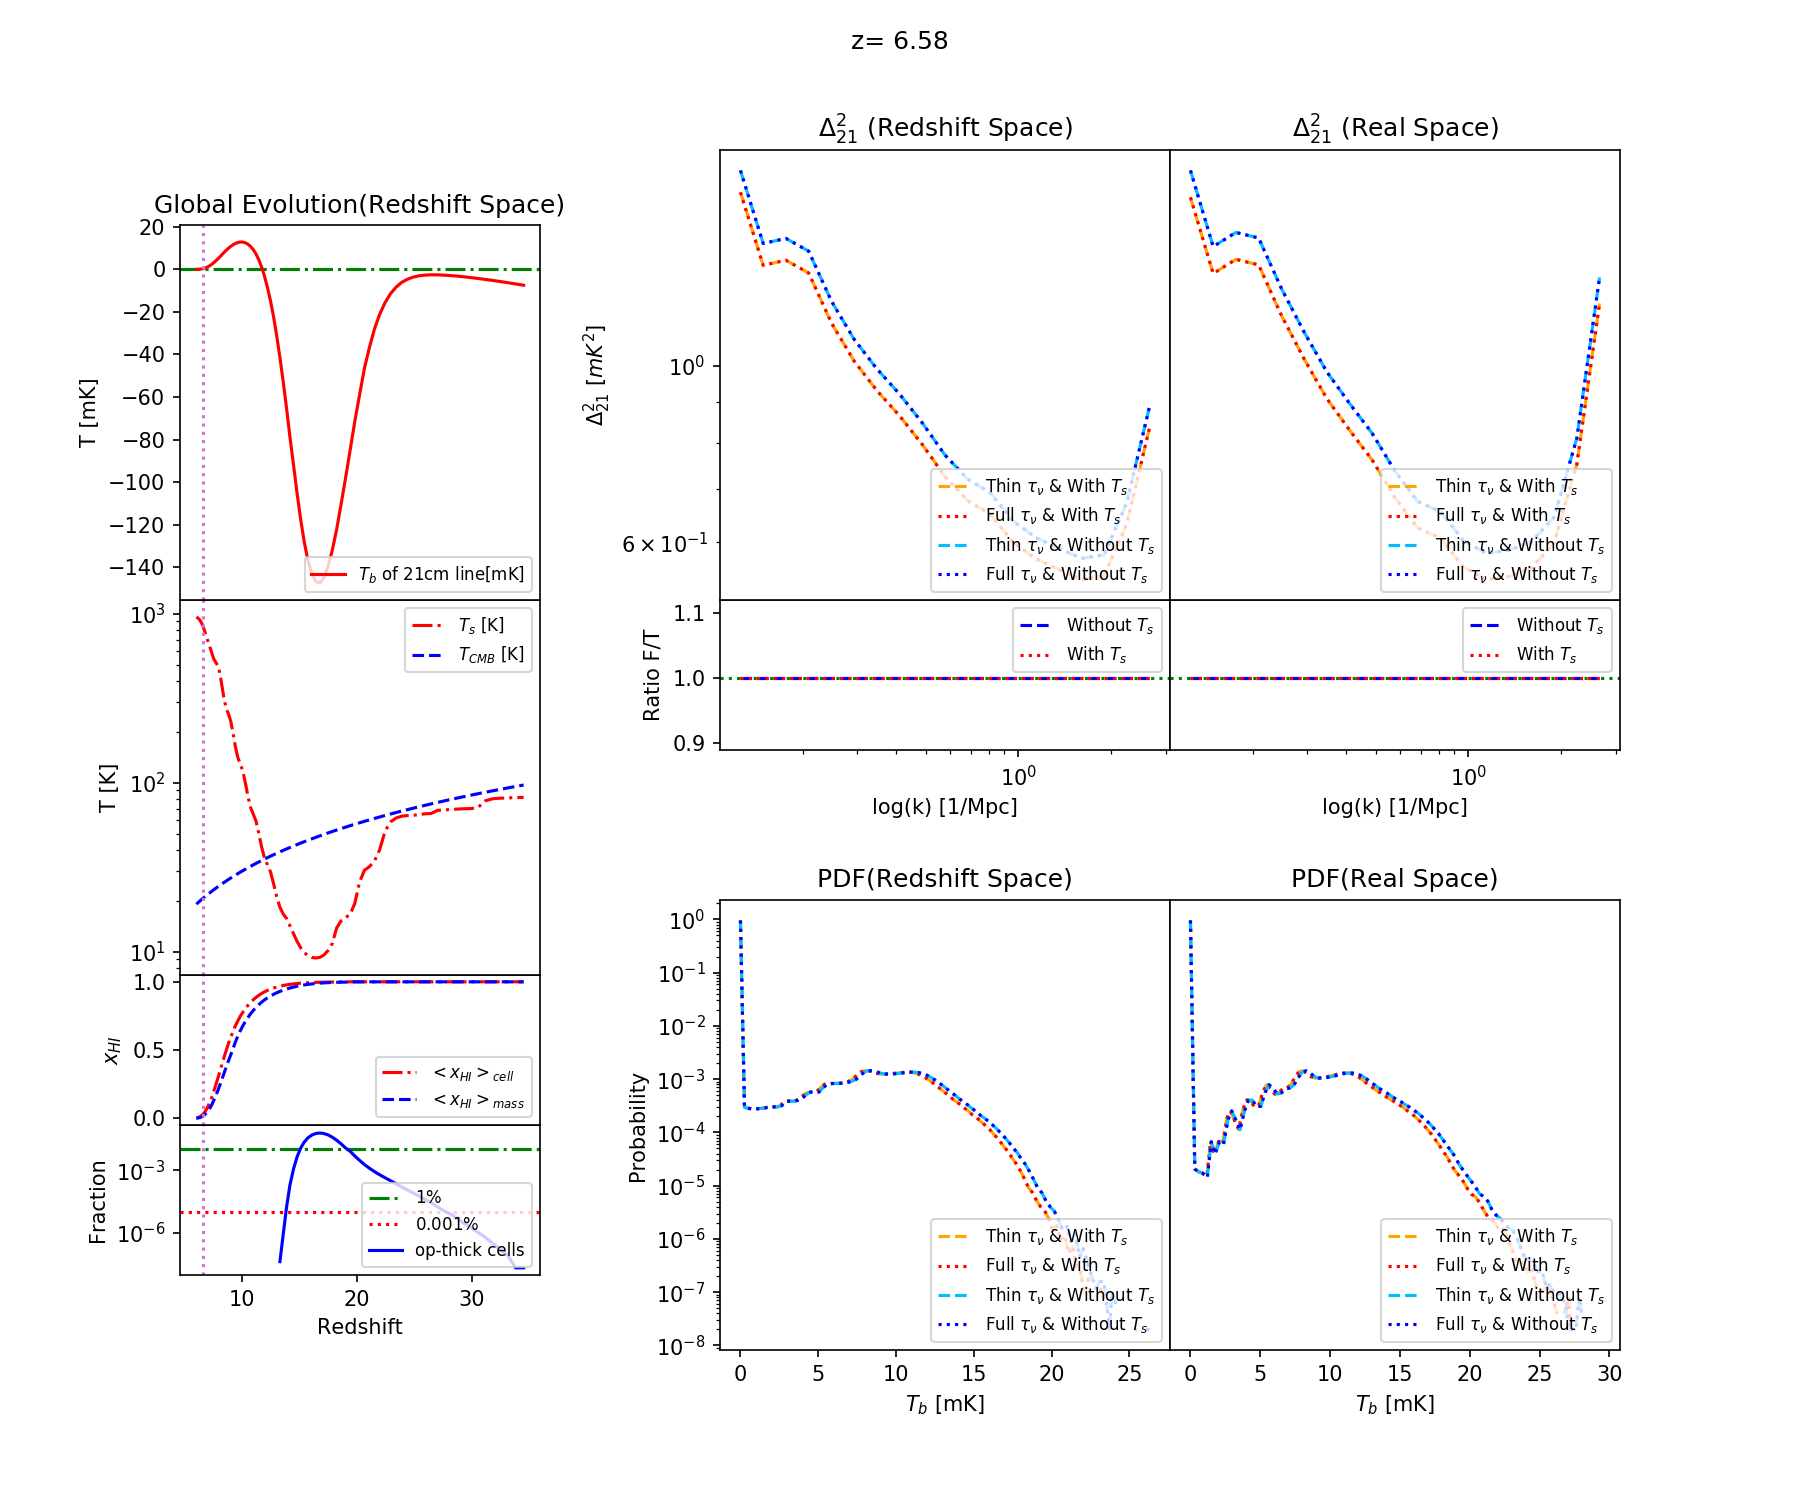 z= 6.58
Global Evolution(Redshift Space)
20
0
−20
−40
−60
−80
−100
−120
−140
T [mK]
T_b of 21cm line[mK]
10^3
10^2
10^1
T [K]
T_s [K]
T_CMB [K]
1.0
0.5
0.0
x_HI
<x_HI>_cell
<x_HI>_mass
10^−3
10^−6
Fraction
1%
0.001%
op-thick cells
10
20
30
Redshift
Δ²_21 (Redshift Space)
Δ²_21 [mK²]
10^0
6 × 10^−1
Thin τ_ν & With T_s
Full τ_ν & With T_s
Thin τ_ν & Without T_s
Full τ_ν & Without T_s
Δ²_21 (Real Space)
Thin τ_ν & With T_s
Full τ_ν & With T_s
Thin τ_ν & Without T_s
Full τ_ν & Without T_s
1.1
1.0
0.9
Ratio F/T
Without T_s
With T_s
10^0
log(k) [1/Mpc]
Without T_s
With T_s
10^0
log(k) [1/Mpc]
PDF(Redshift Space)
10^0
10^−1
10^−2
10^−3
10^−4
10^−5
10^−6
10^−7
10^−8
Probability
Thin τ_ν & With T_s
Full τ_ν & With T_s
Thin τ_ν & Without T_s
Full τ_ν & Without T_s
0
5
10
15
20
25
T_b [mK]
PDF(Real Space)
Thin τ_ν & With T_s
Full τ_ν & With T_s
Thin τ_ν & Without T_s
Full τ_ν & Without T_s
0
5
10
15
20
25
30
T_b [mK]